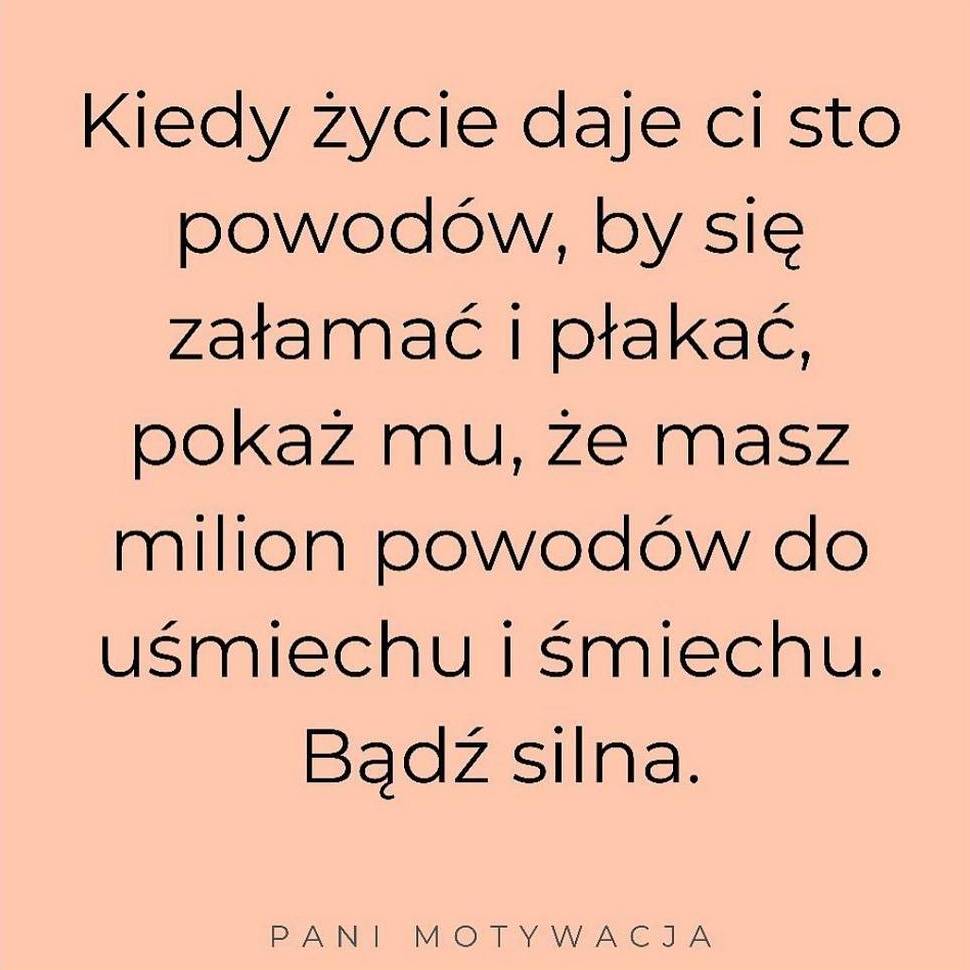 Kiedy życie daje ci sto
powodów, by się
załamać i płakać,
pokaż mu, że masz
milion powodów do
uśmiechu i śmiechu.
Bądź silna.
PANI MOTYWACJA